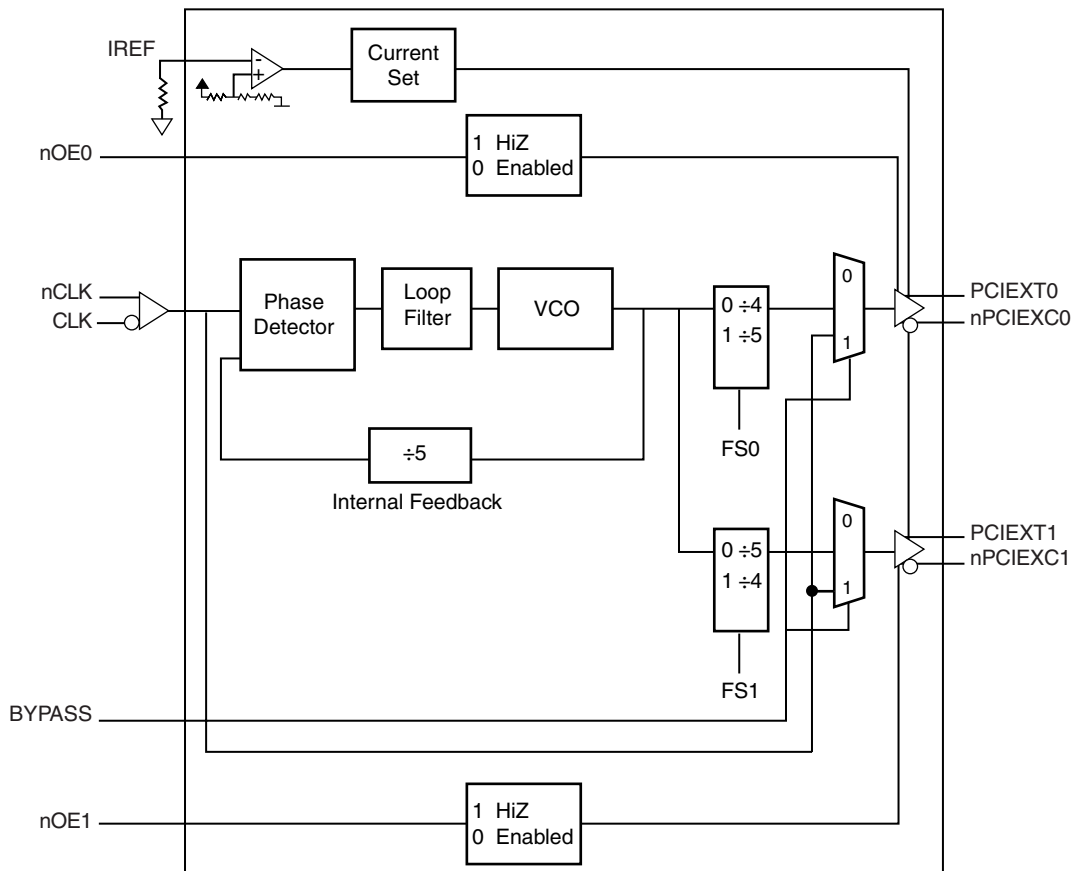 IREF
-
+
Current
Set
nOE0
1 HiZ
0 Enabled
nCLK
CLK
Phase
Detector
Loop
Filter
VCO
0 ÷4
1 ÷5
FS0
0
1
PCIEXT0
nPCIEXC0
÷5
Internal Feedback
0 ÷5
1 ÷4
FS1
0
1
PCIEXT1
nPCIEXC1
BYPASS
nOE1
1 HiZ
0 Enabled